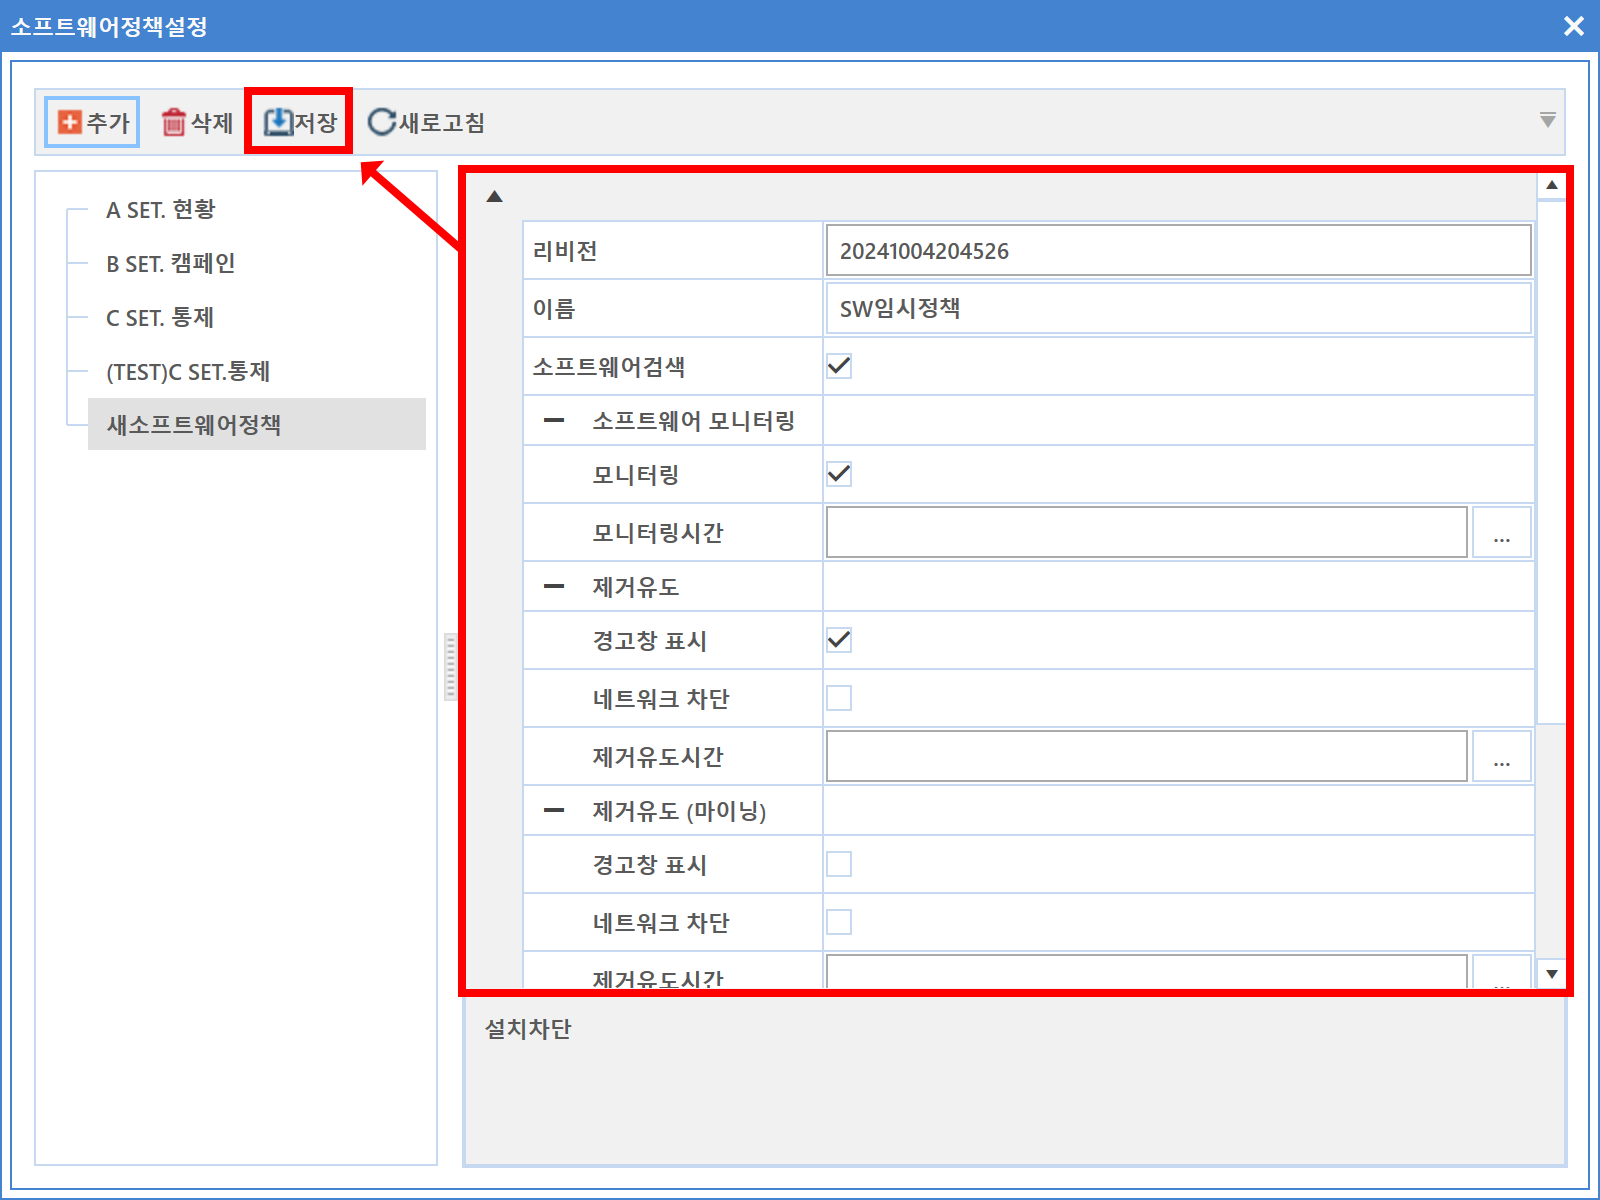 소프트웨어정책설정
추가 삭제 저장 새로고침
A SET. 현황
B SET. 캠페인
C SET. 통제
(TEST)C SET.통제
새소프트웨어정책
리비전 20241004204526
이름 SW임시정책
소프트웨어검색
소프트웨어 모니터링
모니터링
모니터링시간 ...
제거유도
경고창 표시
네트워크 차단
제거유도시간 ...
제거유도 (마이닝)
경고창 표시
네트워크 차단
제거유도시간 ...
설치차단